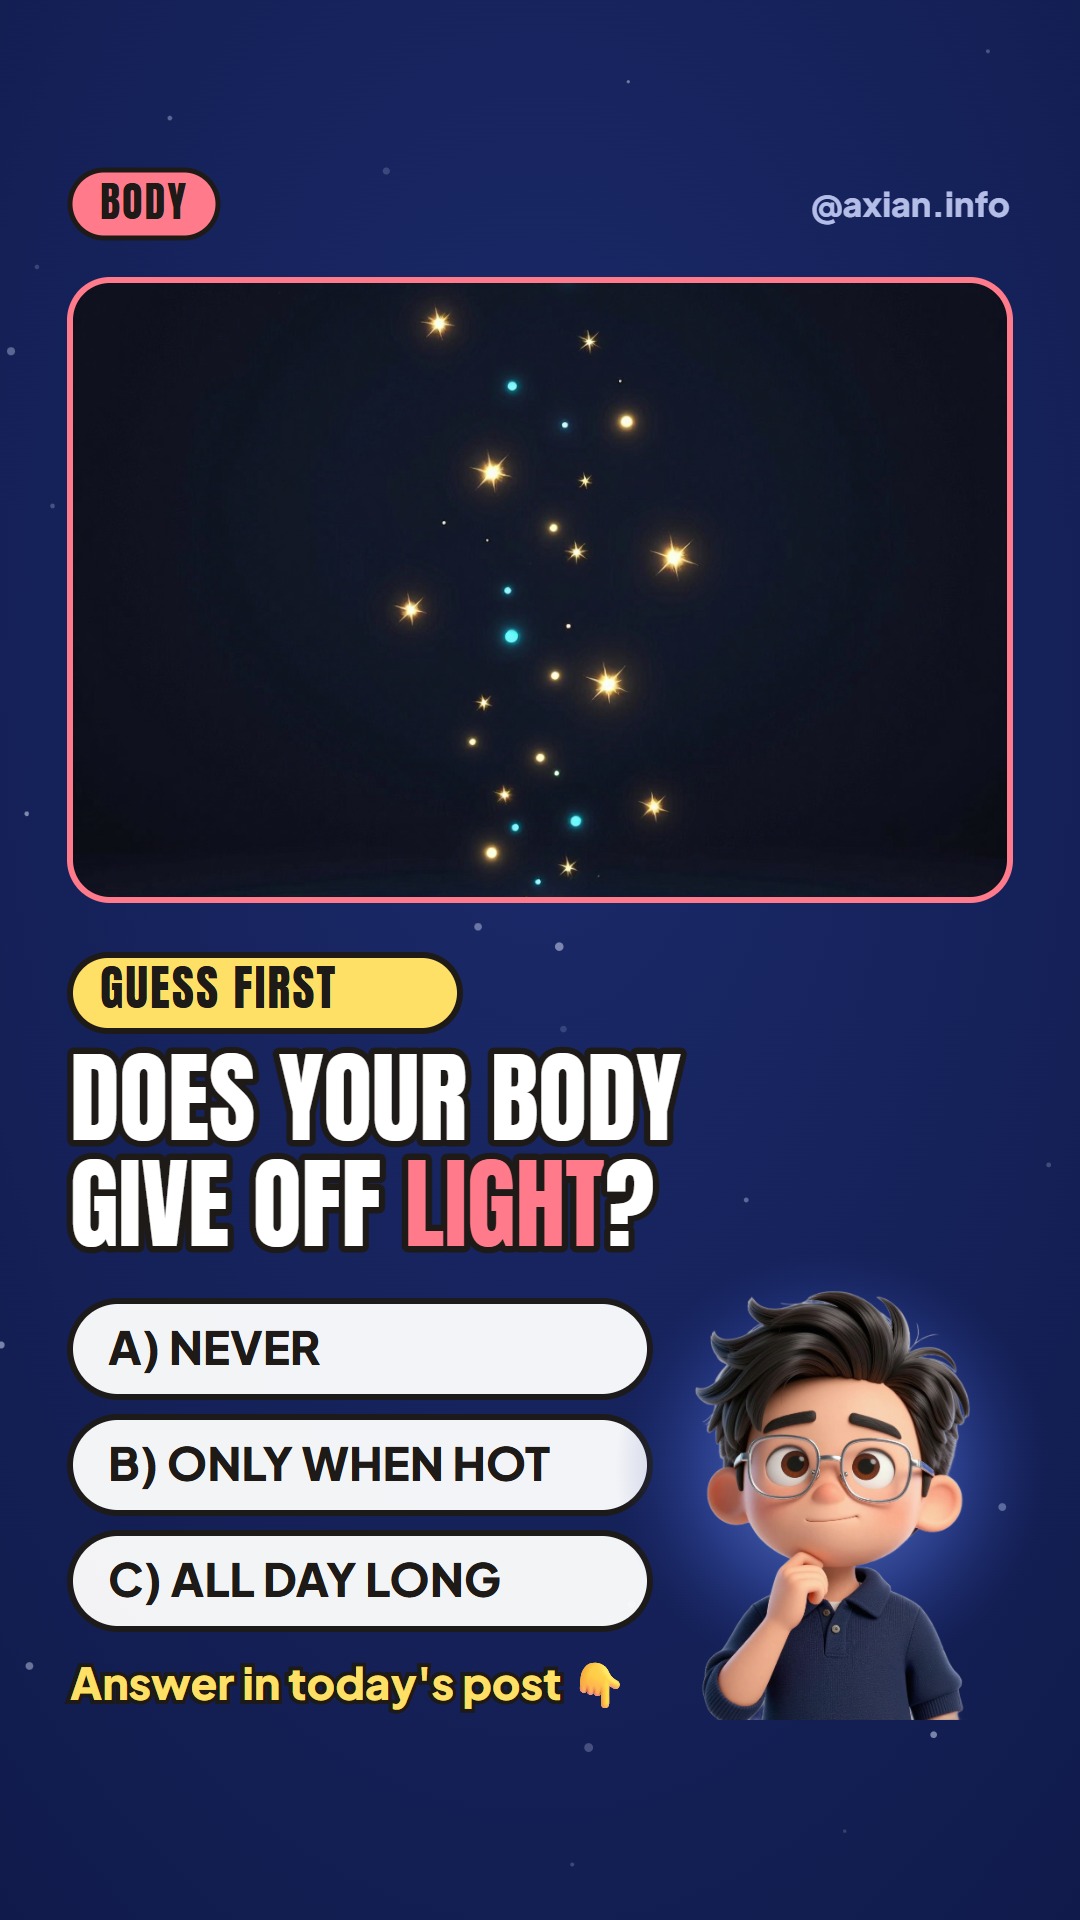 BODY
@axian.info
GUESS FIRST
DOES YOUR BODY
GIVE OFF LIGHT?
A) NEVER
B) ONLY WHEN HOT
C) ALL DAY LONG
Answer in today's post 👇